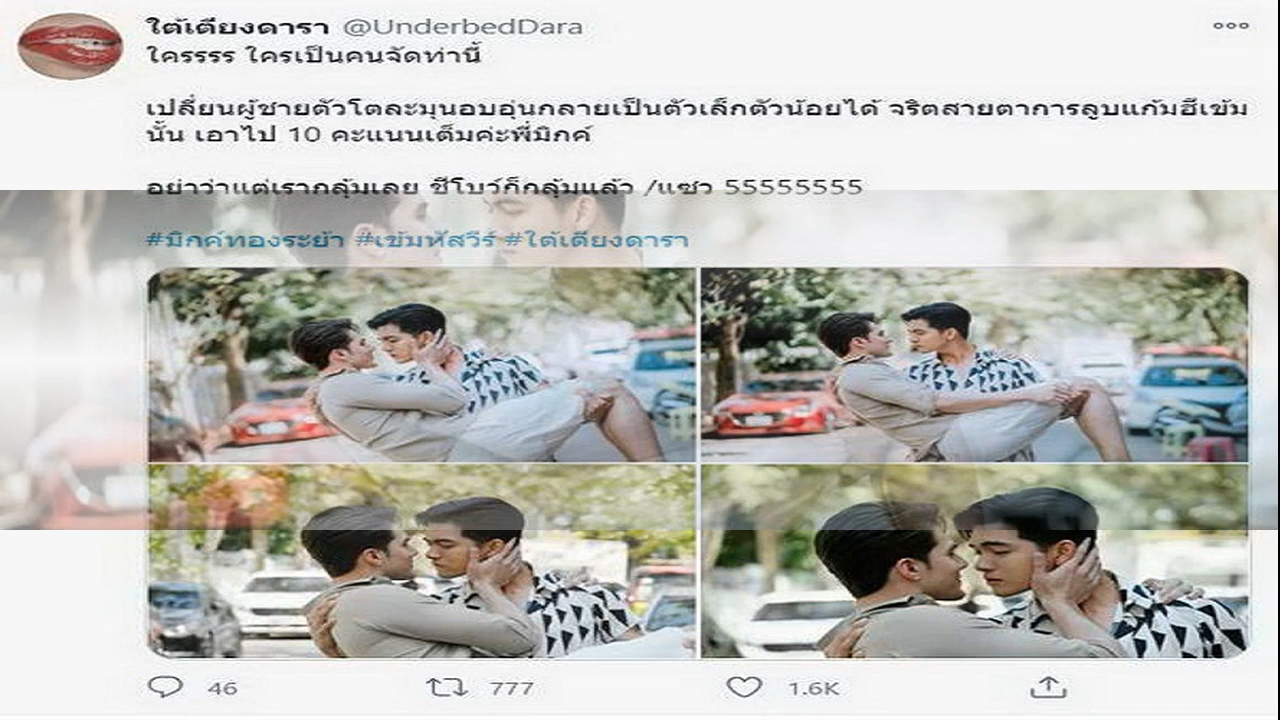 ใต้เตียงดารา @UnderbedDara
ใครรรร ใครเป็นคนจัดท่านี้
เปลี่ยนผู้ชายตัวโตละมุนอบอุ่นกลายเป็นตัวเล็กตัวน้อยได้ จริตสายตาการลูบแก้มฮีเข้ม
นั้น เอาไป 10 คะแนนเต็มค่ะพี่มิกค์
อย่าว่าแต่เรากลุ้มเลย ชีโบว์ก็กลุ้มแล้ว /แซว 55555555
#มิกค์ทองระย้า #เข้มหัสวีร์ #ใต้เตียงดารา
46 777 1.6K